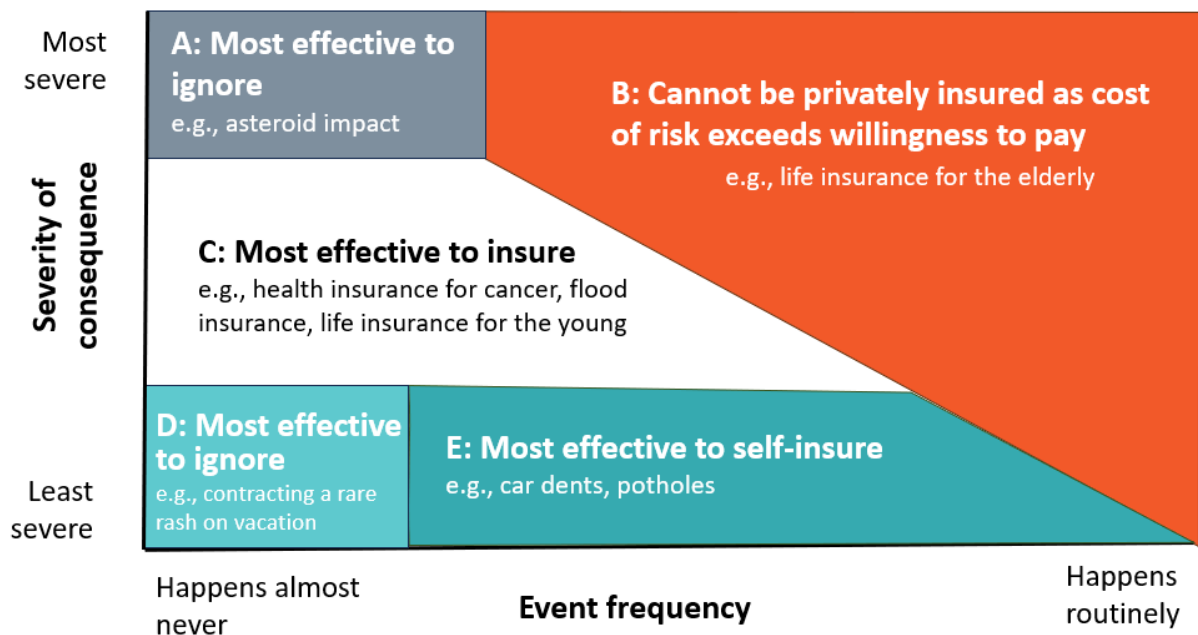 Most
severe
A: Most effective to
ignore
e.g., asteroid impact
B: Cannot be privately insured as cost
of risk exceeds willingness to pay
e.g., life insurance for the elderly
Severity of
consequence
C: Most effective to insure
e.g., health insurance for cancer, flood
insurance, life insurance for the young
D: Most effective
to ignore
e.g., contracting a rare
rash on vacation
E: Most effective to self-insure
e.g., car dents, potholes
Least
severe
Happens almost
never
Event frequency
Happens
routinely